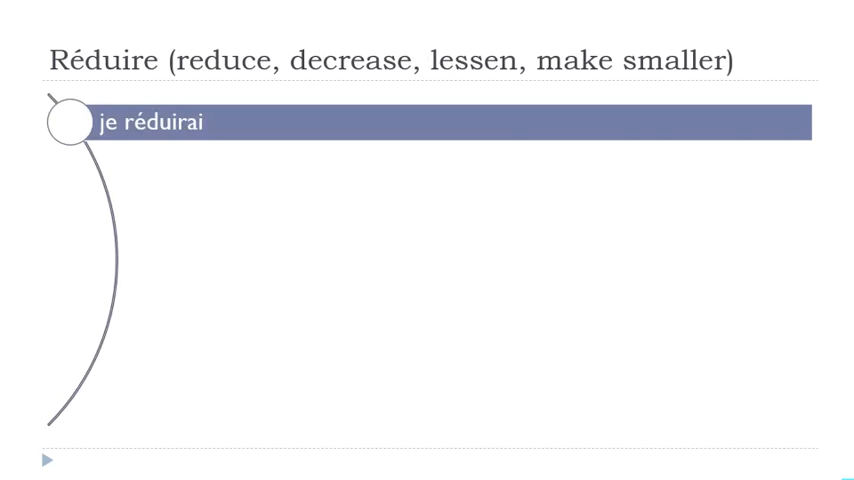 Réduire (reduce, decrease, lessen, make smaller)
je réduirai